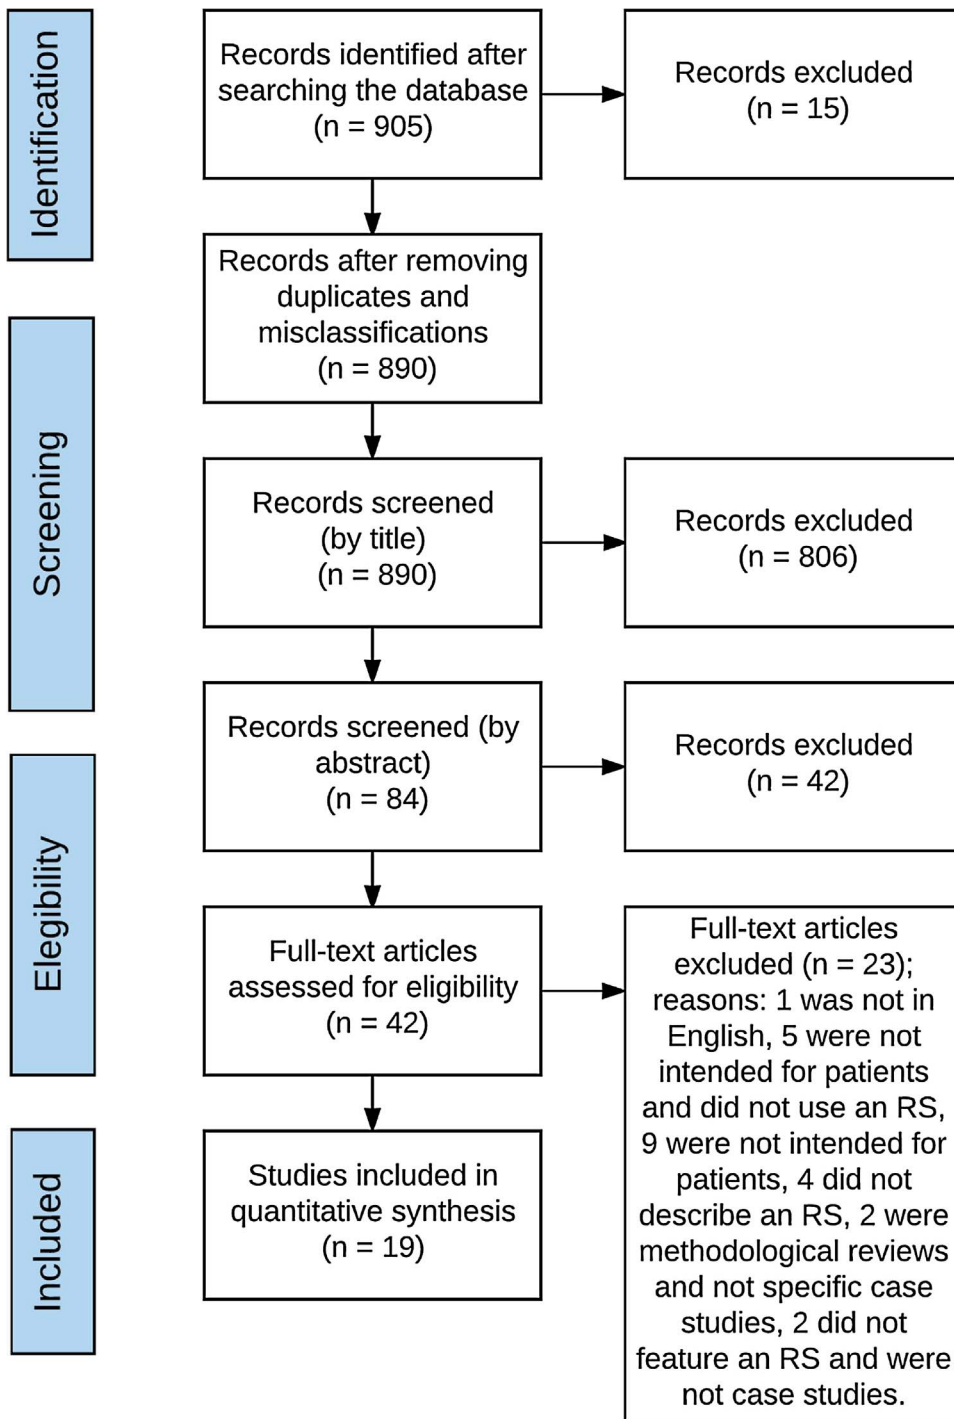 Identification
Records identified after
searching the database
(n = 905)
Records excluded
(n = 15)
Records after removing
duplicates and
misclassifications
(n = 890)
Screening
Records screened
(by title)
(n = 890)
Records excluded
(n = 806)
Records screened (by
abstract)
(n = 84)
Records excluded
(n = 42)
Elegibility
Full-text articles
assessed for eligibility
(n = 42)
Full-text articles
excluded (n = 23);
reasons: 1 was not in
English, 5 were not
intended for patients
and did not use an RS,
9 were not intended for
patients, 4 did not
describe an RS, 2 were
methodological reviews
and not specific case
studies, 2 did not
feature an RS and were
not case studies.
Included
Studies included in
quantitative synthesis
(n = 19)